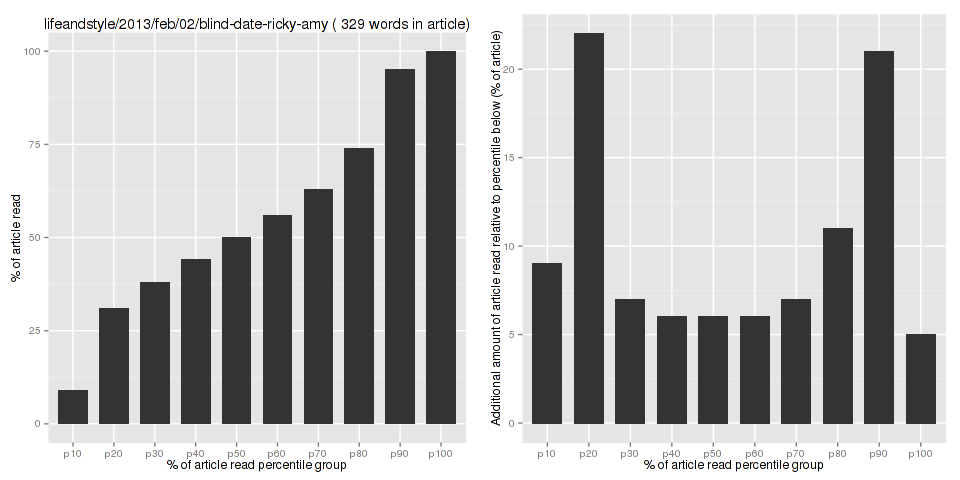 lifeandstyle/2013/feb/02/blind-date-ricky-amy ( 329 words in article)
% of article read
100
75
50
25
0
p10 p20 p30 p40 p50 p60 p70 p80 p90 p100
% of article read percentile group
Additional amount of article read relative to percentile below (% of article)
20
15
10
5
0
p10 p20 p30 p40 p50 p60 p70 p80 p90 p100
% of article read percentile group